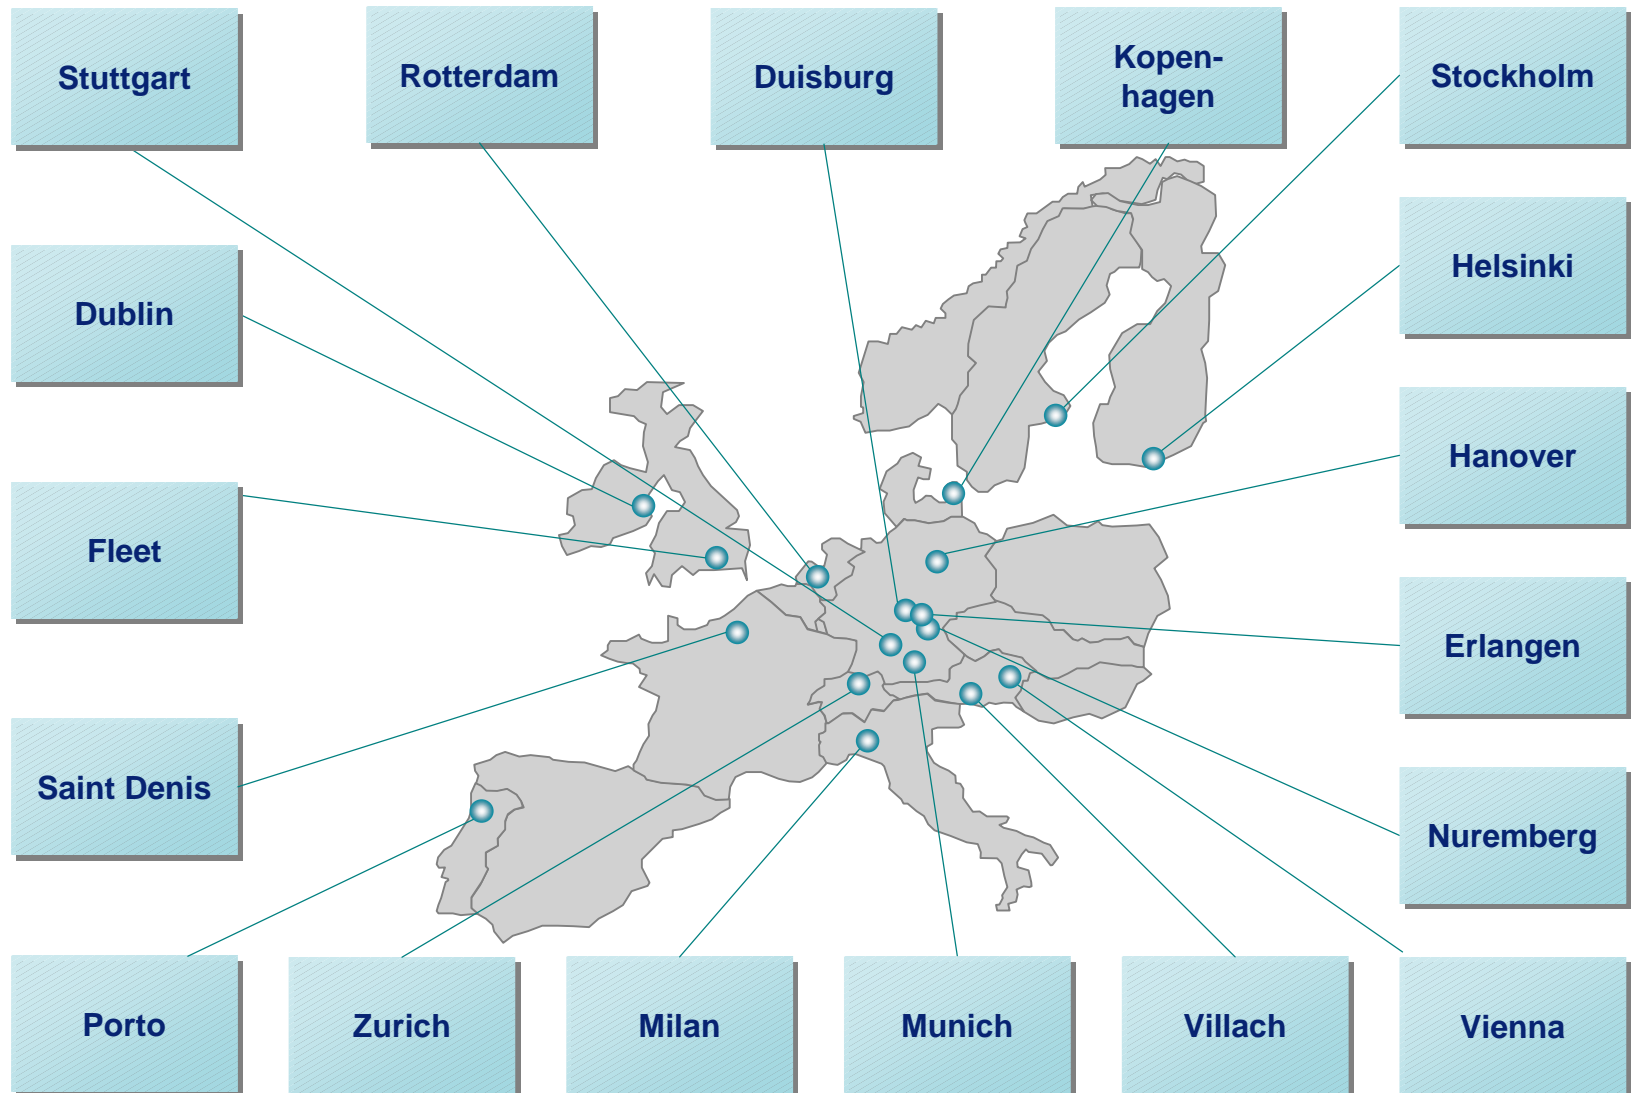 Stuttgart
Rotterdam
Duisburg
Kopen-
hagen
Stockholm
Helsinki
Dublin
Hanover
Fleet
Erlangen
Saint Denis
Nuremberg
Porto
Zurich
Milan
Munich
Villach
Vienna